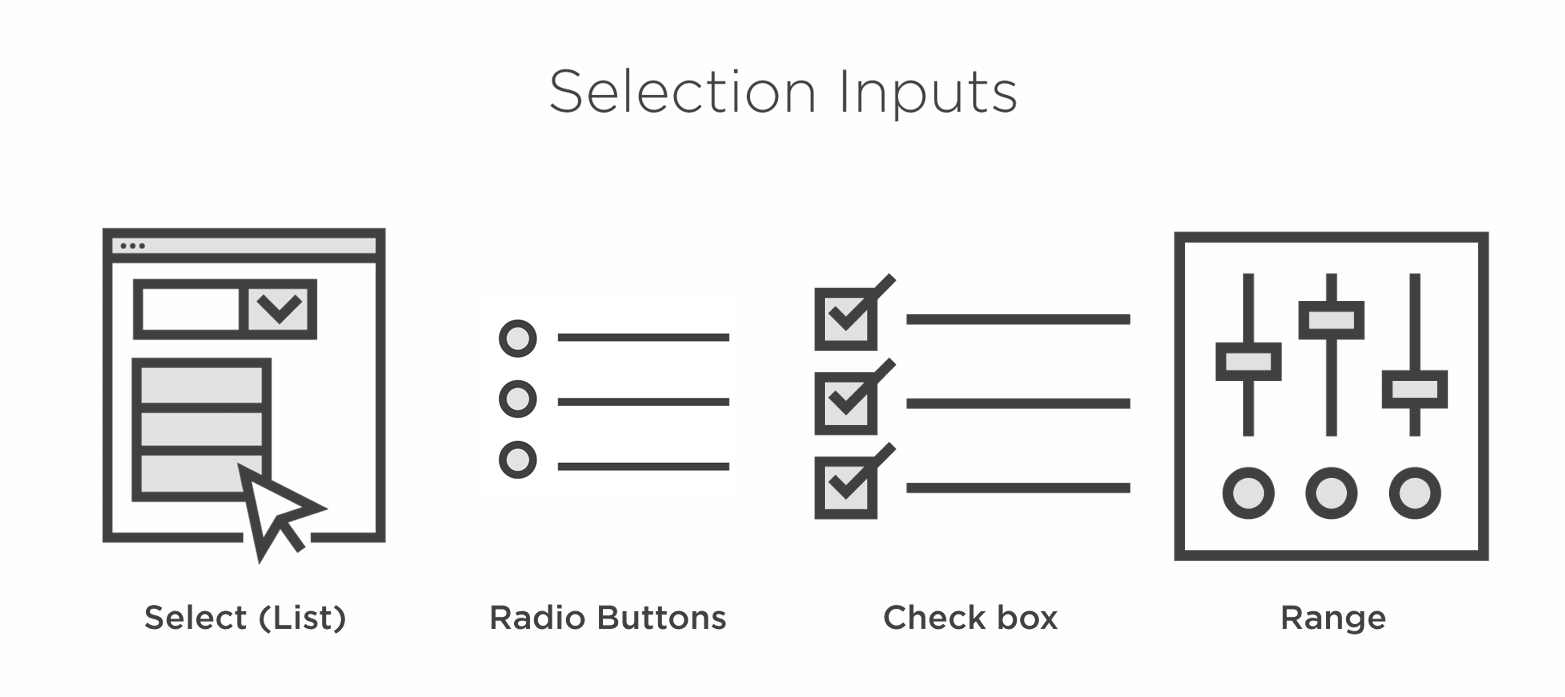 Selection Inputs
Select (List)
Radio Buttons
Check box
Range